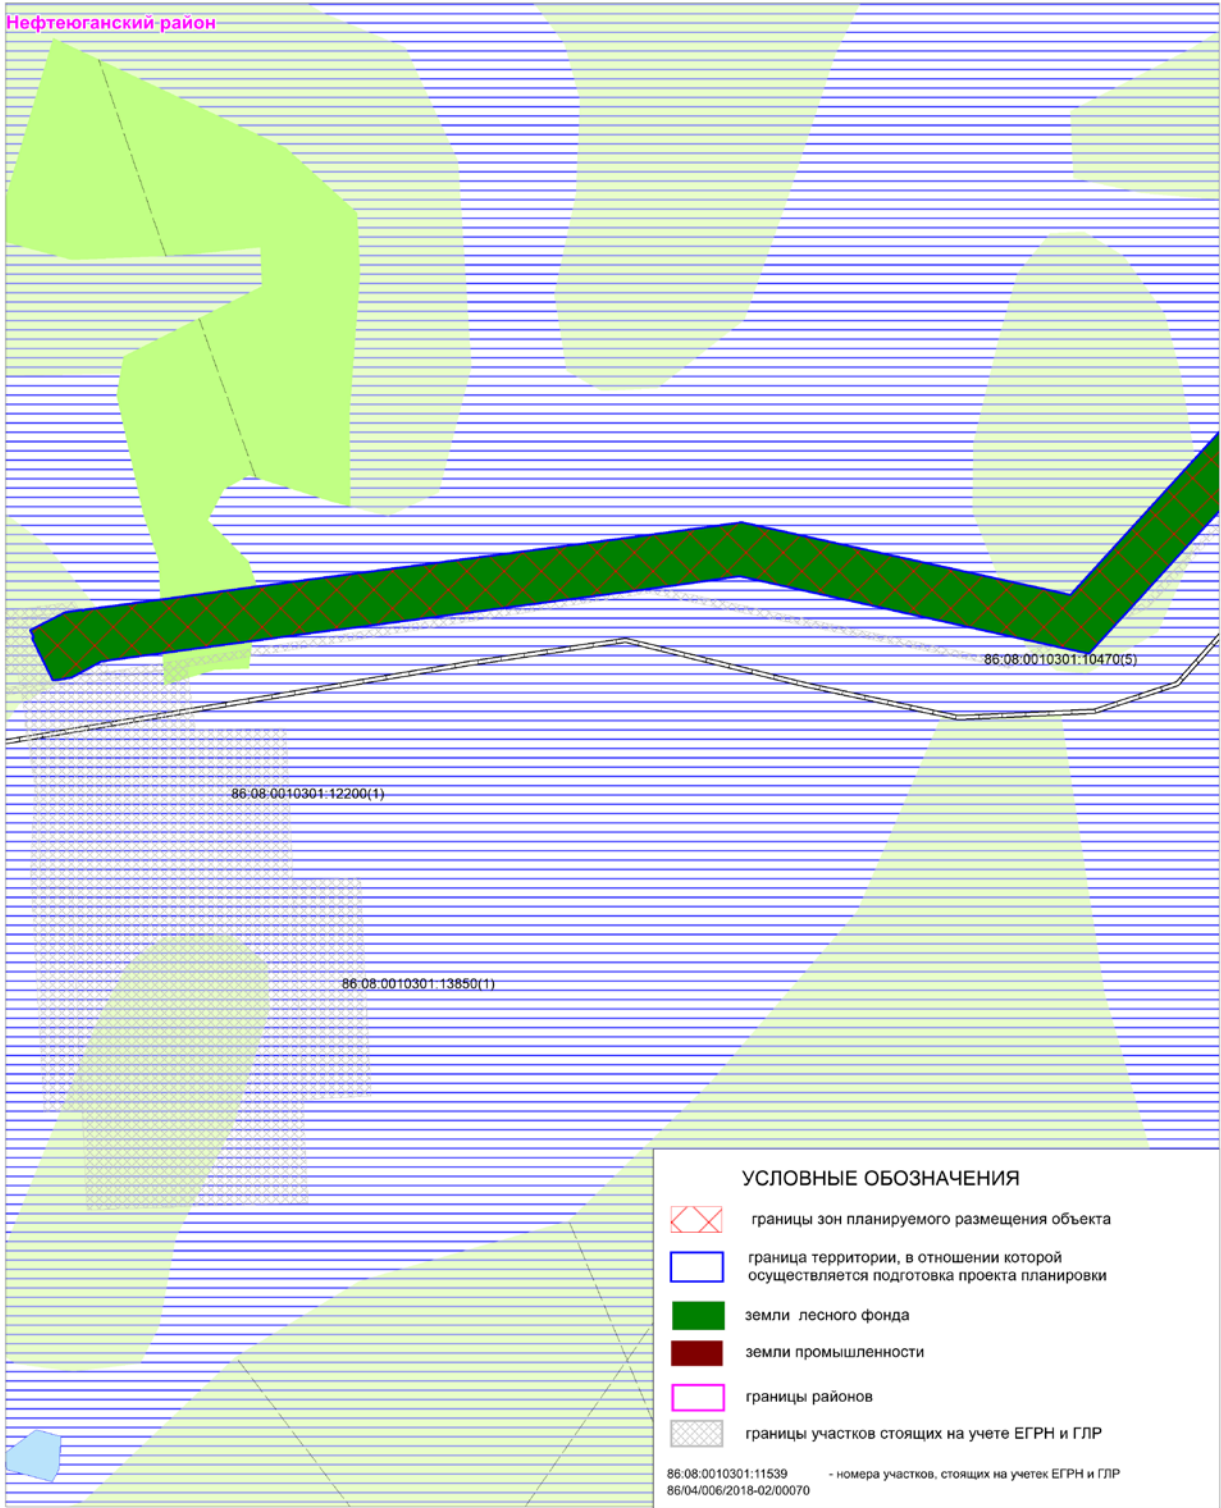 Нефтеюганский район
86:08:0010301:10470(5)
86:08:0010301:12200(1)
86:08:0010301:13850(1)
УСЛОВНЫЕ ОБОЗНАЧЕНИЯ
границы зон планируемого размещения объекта
граница территории, в отношении которой
осуществляется подготовка проекта планировки
земли лесного фонда
земли промышленности
границы районов
границы участков стоящих на учете ЕГРН и ГЛР
86:08:0010301:11539 - номера участков, стоящих на учетек ЕГРН и ГЛР
86/04/006/2018-02/00070